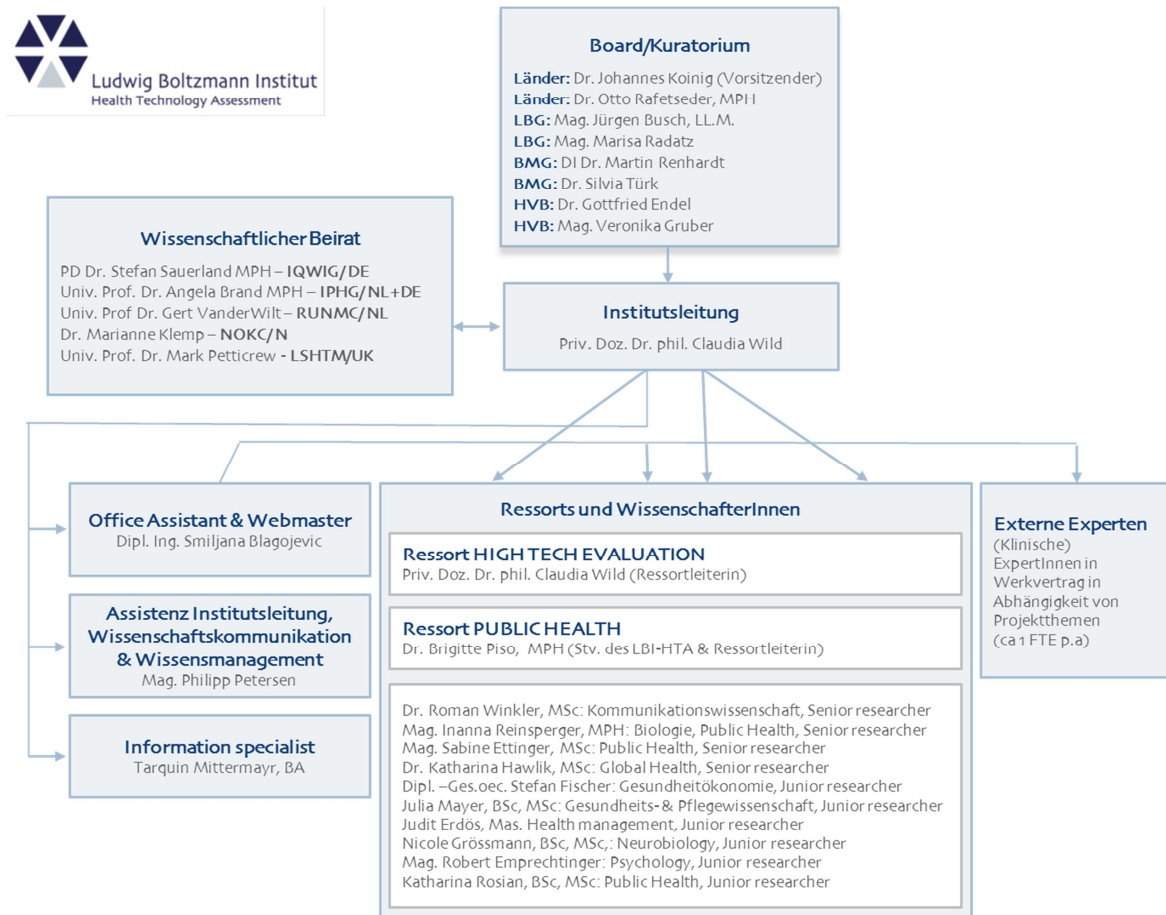 Ludwig Boltzmann Institut
Health Technology Assessment
Board/Kuratorium
Länder: Dr. Johannes Koinig (Vorsitzender)
Länder: Dr. Otto Rafetseder, MPH
LBG: Mag. Jürgen Busch, LL.M.
LBG: Mag. Marisa Radatz
BMG: DI Dr. Martin Renhardt
BMG: Dr. Silvia Türk
HVB: Dr. Gottfried Endel
HVB: Mag. Veronika Gruber
Wissenschaftlicher Beirat
PD Dr. Stefan Sauerland MPH – IQWIG/DE
Univ. Prof. Dr. Angela Brand MPH – IPHG/NL+DE
Univ. Prof Dr. Gert VanderWilt – RUNMC/NL
Dr. Marianne Klemp – NOKC/N
Univ. Prof. Dr. Mark Petticrew - LSHTM/UK
Institutsleitung
Priv. Doz. Dr. phil. Claudia Wild
Office Assistant & Webmaster
Dipl. Ing. Smiljana Blagojevic
Assistenz Institutsleitung,
Wissenschaftskommunikation
& Wissensmanagement
Mag. Philipp Petersen
Information specialist
Tarquin Mittermayr, BA
Ressorts und WissenschafterInnen
Ressort HIGH TECH EVALUATION
Priv. Doz. Dr. phil. Claudia Wild (Ressortleiterin)
Ressort PUBLIC HEALTH
Dr. Brigitte Piso, MPH (Stv. des LBI-HTA & Ressortleiterin)
Dr. Roman Winkler, MSc: Kommunikationswissenschaft, Senior researcher
Mag. Inanna Reinsperger, MPH: Biologie, Public Health, Senior researcher
Mag. Sabine Ettinger, MSc: Public Health, Senior researcher
Dr. Katharina Hawlik, MSc: Global Health, Senior researcher
Dipl. –Ges.oec. Stefan Fischer: Gesundheitökonomie, Junior researcher
Julia Mayer, BSc, MSc: Gesundheits- & Pflegewissenschaft, Junior researcher
Judit Erdös, Mas. Health management, Junior researcher
Nicole Grössmann, BSc, MSc,: Neurobiology, Junior researcher
Mag. Robert Emprechtinger: Psychology, Junior researcher
Katharina Rosian, BSc, MSc: Public Health, Junior researcher
Externe Experten
(Klinische)
ExpertInnen in
Werkvertrag in
Abhängigkeit von
Projektthemen
(ca 1 FTE p.a)